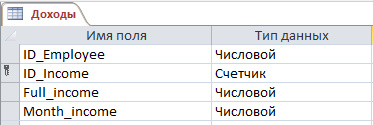 Доходы
Имя поля Тип данных
ID_Employee Числовой
ID_Income Счетчик
Full_income Числовой
Month_income Числовой